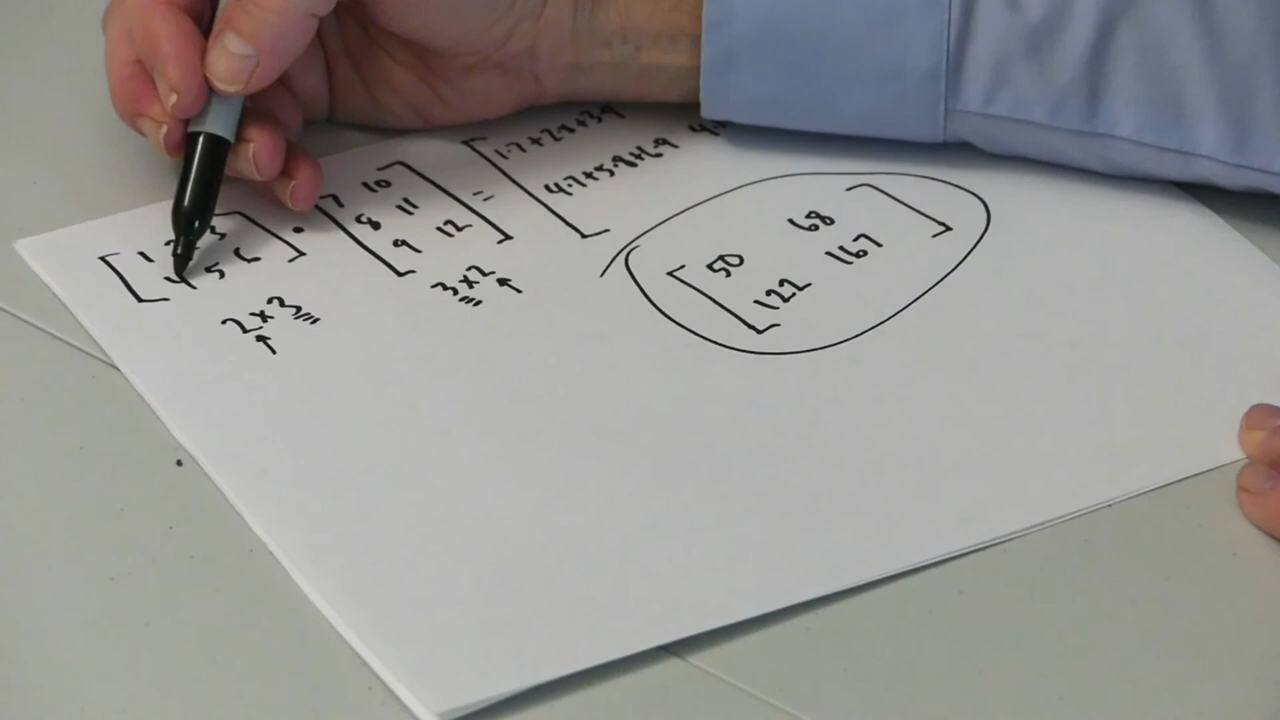 [1 2 3 • [7 10 = [1·7+2·8+3·9
4 5 6] 8 11 4·7+5·8+6·9 4·
9 12]
2×3 3×2
↑ ↑
[50 68]
[122 167]